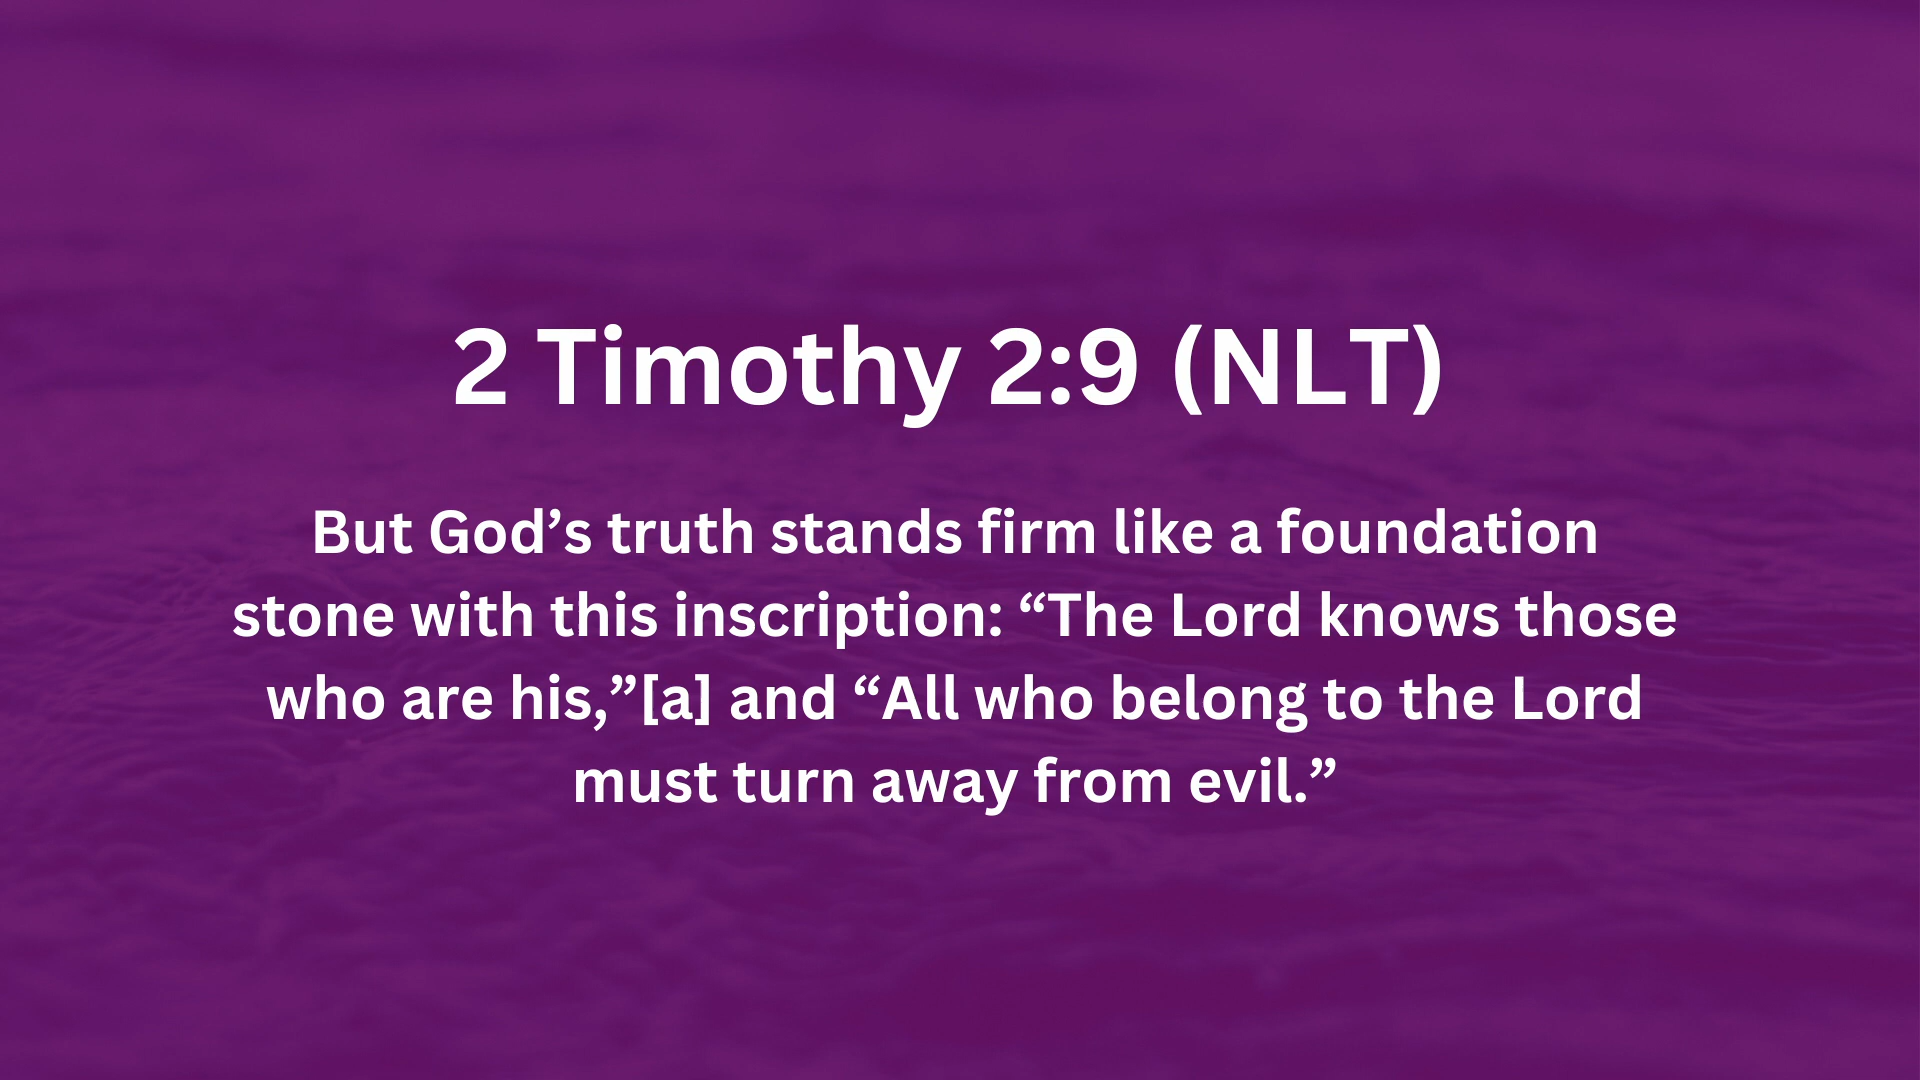 2 Timothy 2:9 (NLT)
But God’s truth stands firm like a foundation
stone with this inscription: “The Lord knows those
who are his,”[a] and “All who belong to the Lord
must turn away from evil.”